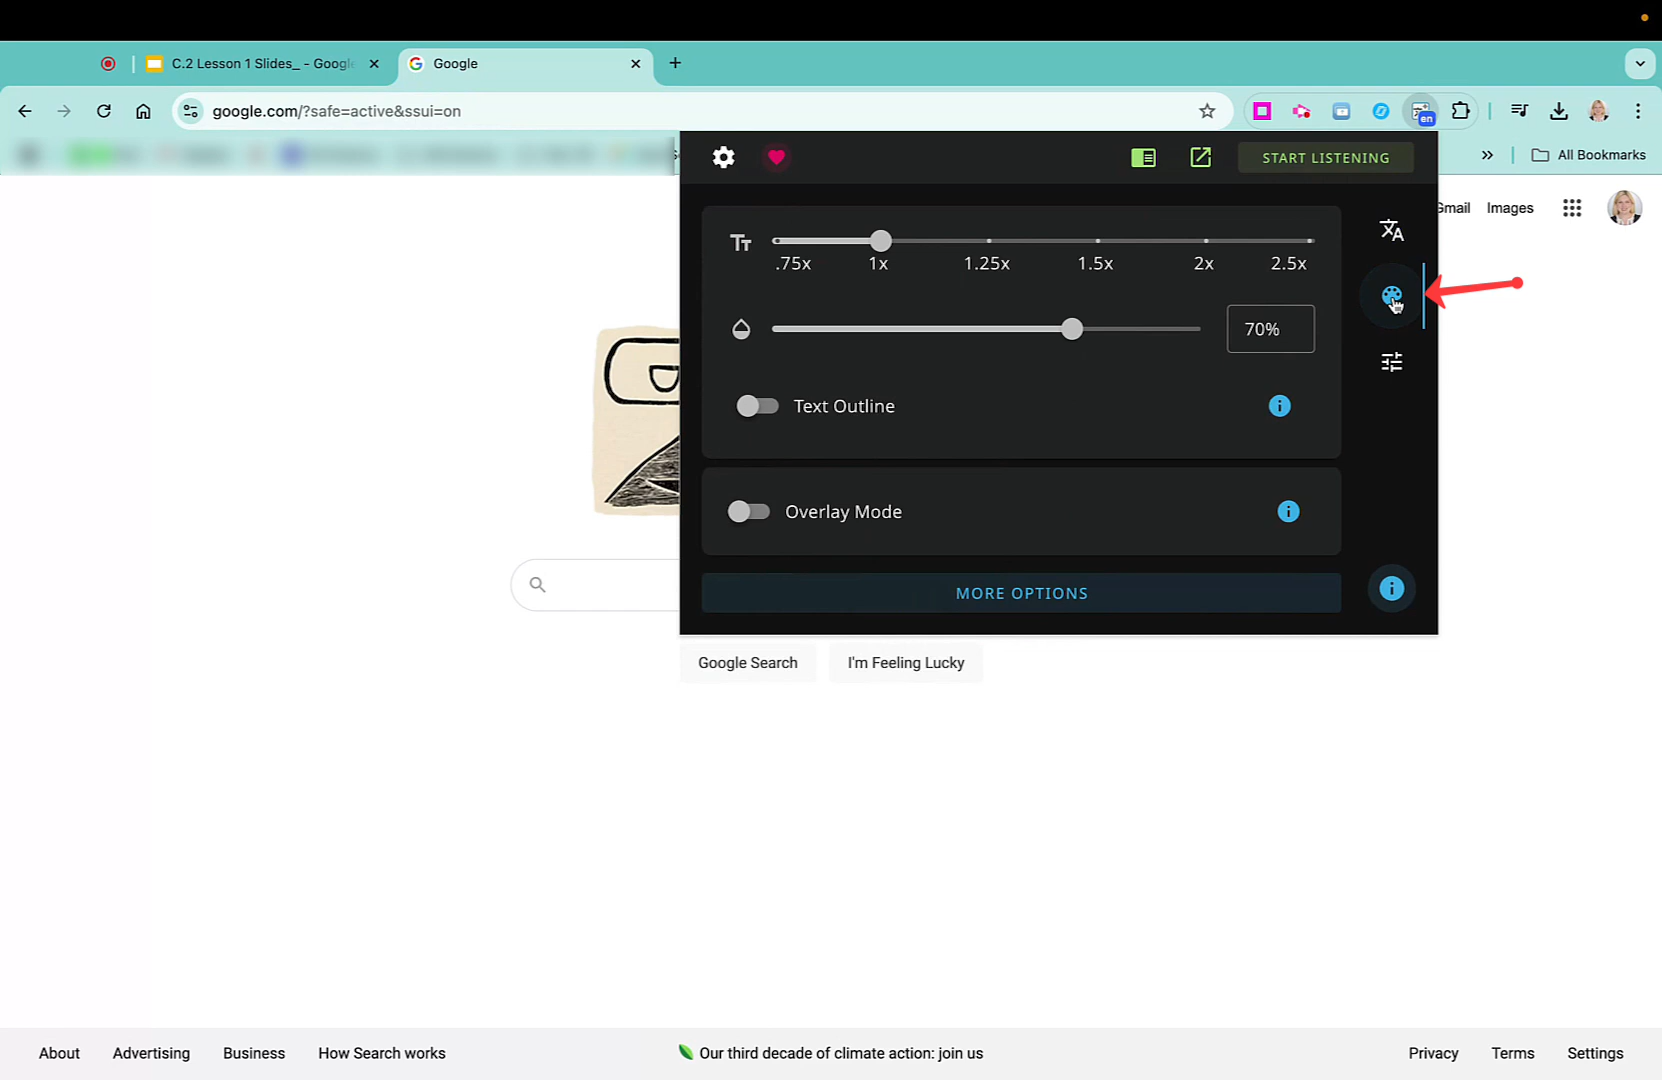 C.2 Lesson 1 Slides_ - Google
Google
google.com/?safe=active&ssui=on
en
All Bookmarks
START LISTENING
Gmail
Images
.75x 1x 1.25x 1.5x 2x 2.5x
70%
Text Outline
Overlay Mode
MORE OPTIONS
Google Search
I'm Feeling Lucky
About
Advertising
Business
How Search works
Our third decade of climate action: join us
Privacy
Terms
Settings